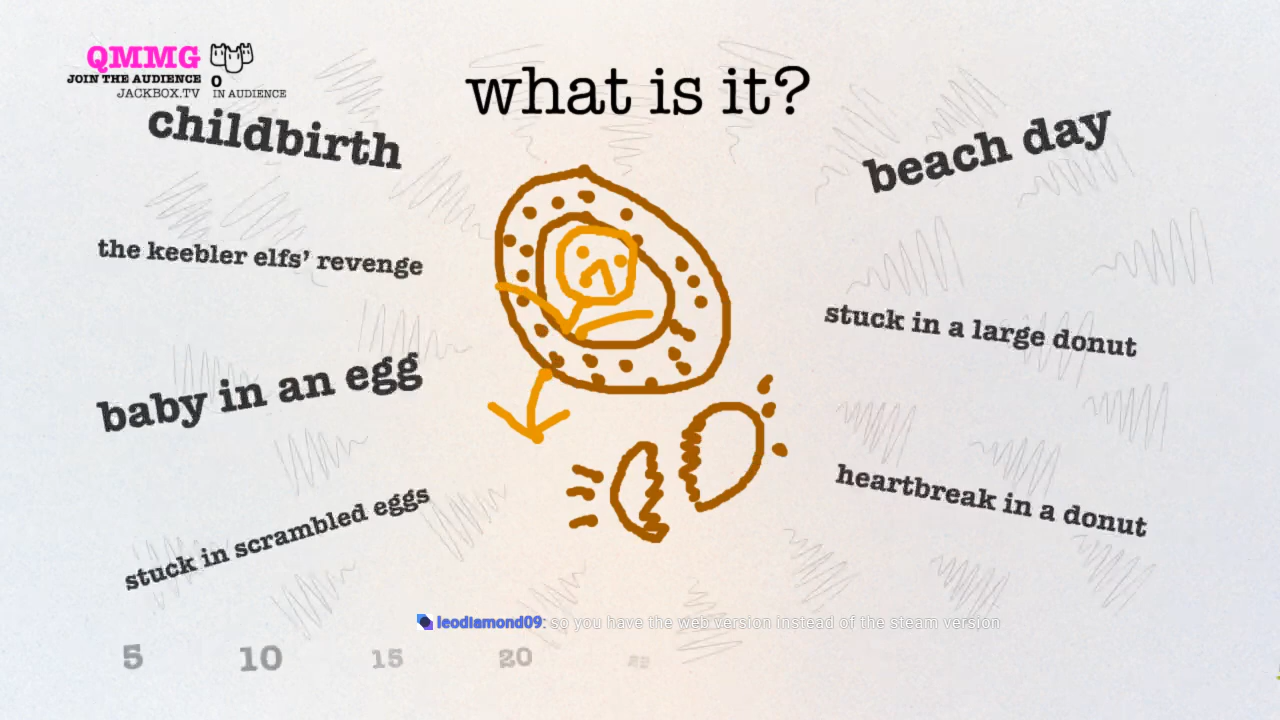 QMMG
JOIN THE AUDIENCE
JACKBOX.TV
0
IN AUDIENCE
what is it?
childbirth
beach day
the keebler elfs’ revenge
stuck in a large donut
baby in an egg
heartbreak in a donut
stuck in scrambled eggs
leodiamond09: so you have the web version instead of the steam version
5 10 15 20